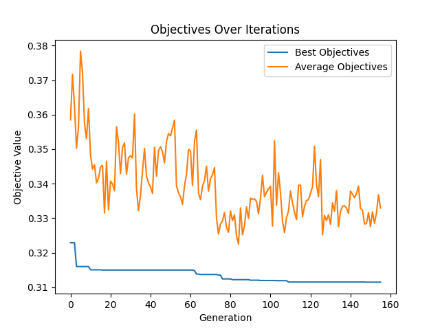 Objectives Over Iterations
Best Objectives
Average Objectives
Objective Value
0.38
0.37
0.36
0.35
0.34
0.33
0.32
0.31
0 20 40 60 80 100 120 140 160
Generation